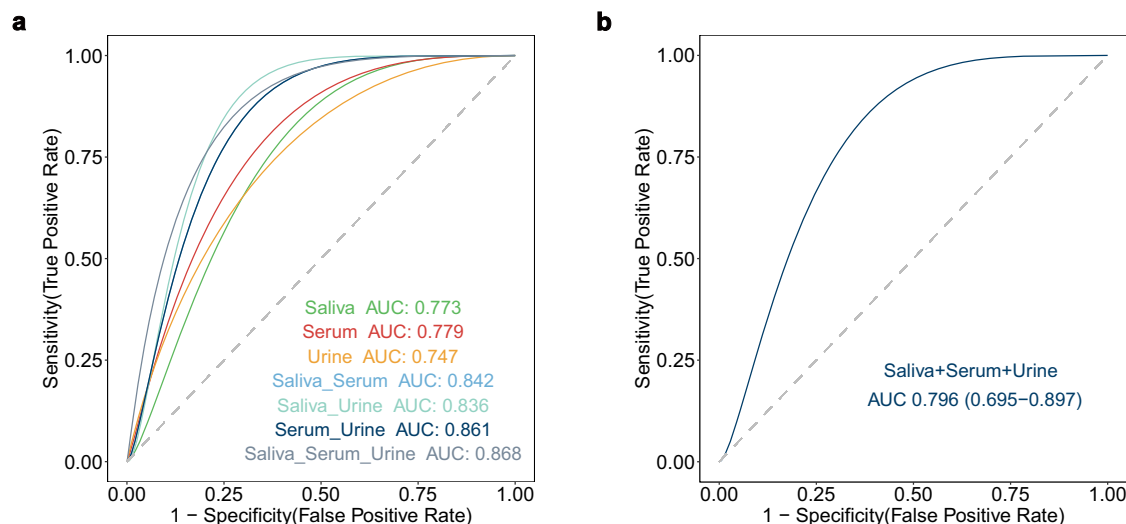 a
1.00
0.75
0.50
0.25
0.00
Sensitivity(True Positive Rate)
Saliva AUC: 0.773
Serum AUC: 0.779
Urine AUC: 0.747
Saliva_Serum AUC: 0.842
Saliva_Urine AUC: 0.836
Serum_Urine AUC: 0.861
Saliva_Serum_Urine AUC: 0.868
0.00 0.25 0.50 0.75 1.00
1 − Specificity(False Positive Rate)
b
1.00
0.75
0.50
0.25
0.00
Sensitivity(True Positive Rate)
Saliva+Serum+Urine
AUC 0.796 (0.695−0.897)
0.00 0.25 0.50 0.75 1.00
1 − Specificity(False Positive Rate)